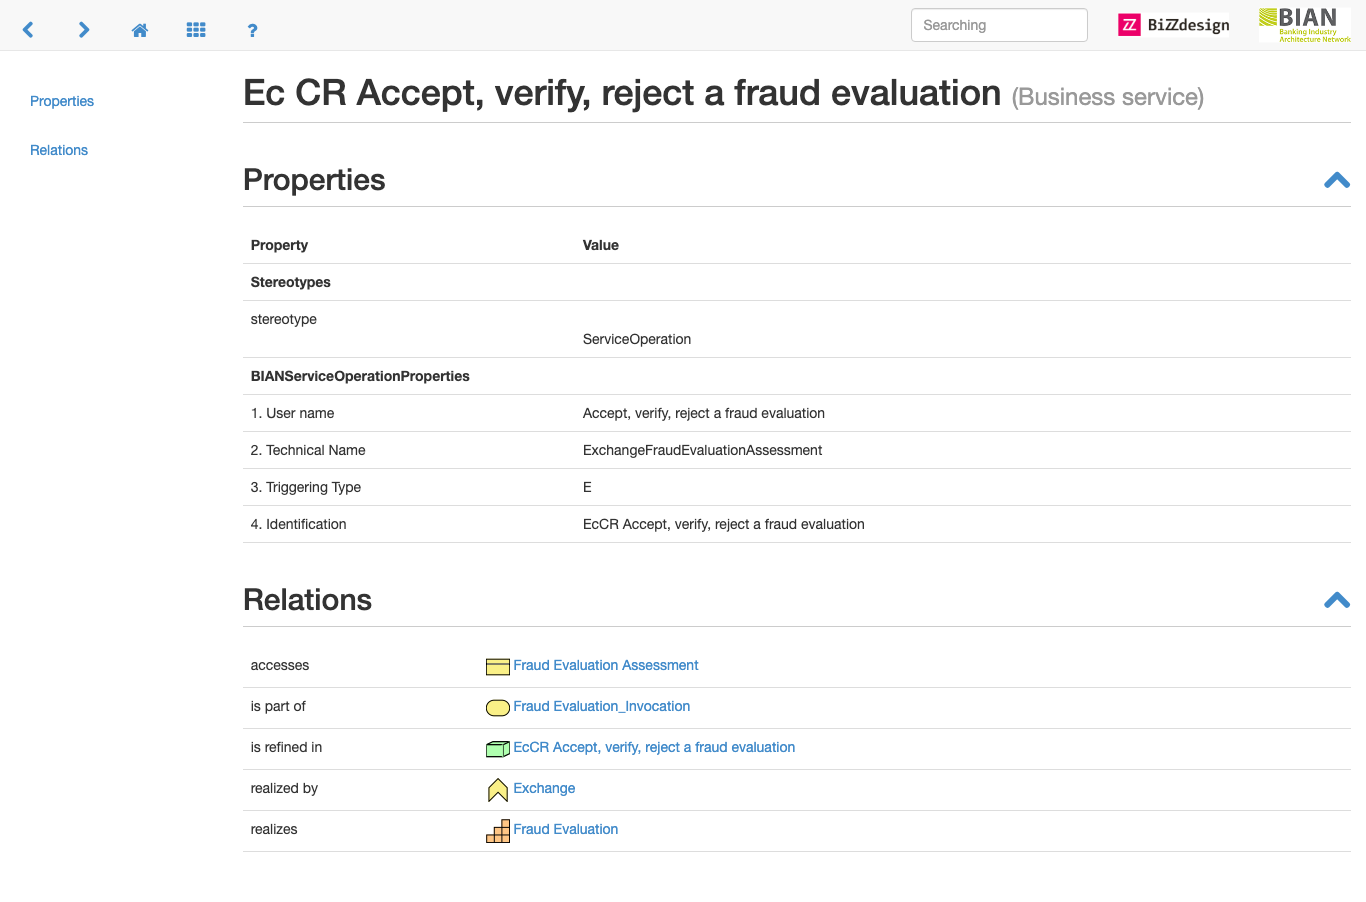 ?
Searching
ZZ BiZZdesign
BIAN
Banking Industry
Architecture Network
Properties
Relations
Ec CR Accept, verify, reject a fraud evaluation (Business service)
Properties
Property Value
Stereotypes
stereotype
ServiceOperation
BIANServiceOperationProperties
1. User name Accept, verify, reject a fraud evaluation
2. Technical Name ExchangeFraudEvaluationAssessment
3. Triggering Type E
4. Identification EcCR Accept, verify, reject a fraud evaluation
Relations
accesses Fraud Evaluation Assessment
is part of Fraud Evaluation_Invocation
is refined in EcCR Accept, verify, reject a fraud evaluation
realized by Exchange
realizes Fraud Evaluation